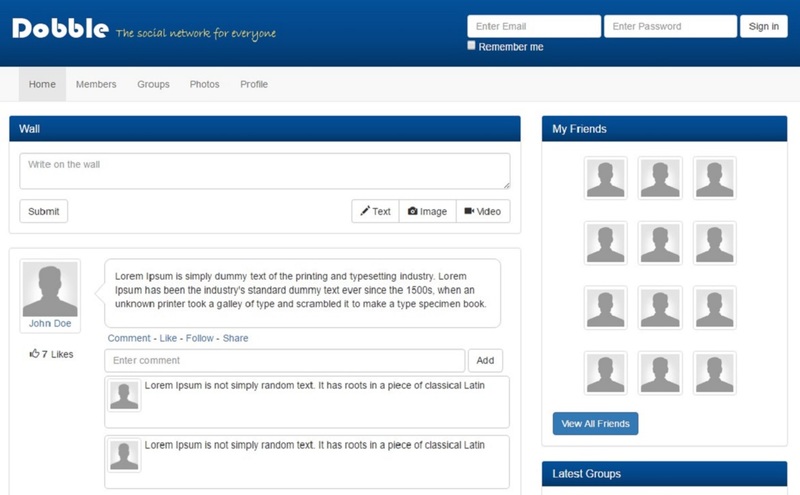 Dobble The social network for everyone
Enter Email Enter Password Sign in
Remember me
Home Members Groups Photos Profile
Wall
Write on the wall
Submit Text Image Video
Lorem Ipsum is simply dummy text of the printing and typesetting industry. Lorem
Ipsum has been the industry's standard dummy text ever since the 1500s, when an
unknown printer took a galley of type and scrambled it to make a type specimen book.
John Doe
Comment - Like - Follow - Share
7 Likes
Enter comment Add
Lorem Ipsum is not simply random text. It has roots in a piece of classical Latin
Lorem Ipsum is not simply random text. It has roots in a piece of classical Latin
My Friends
View All Friends
Latest Groups